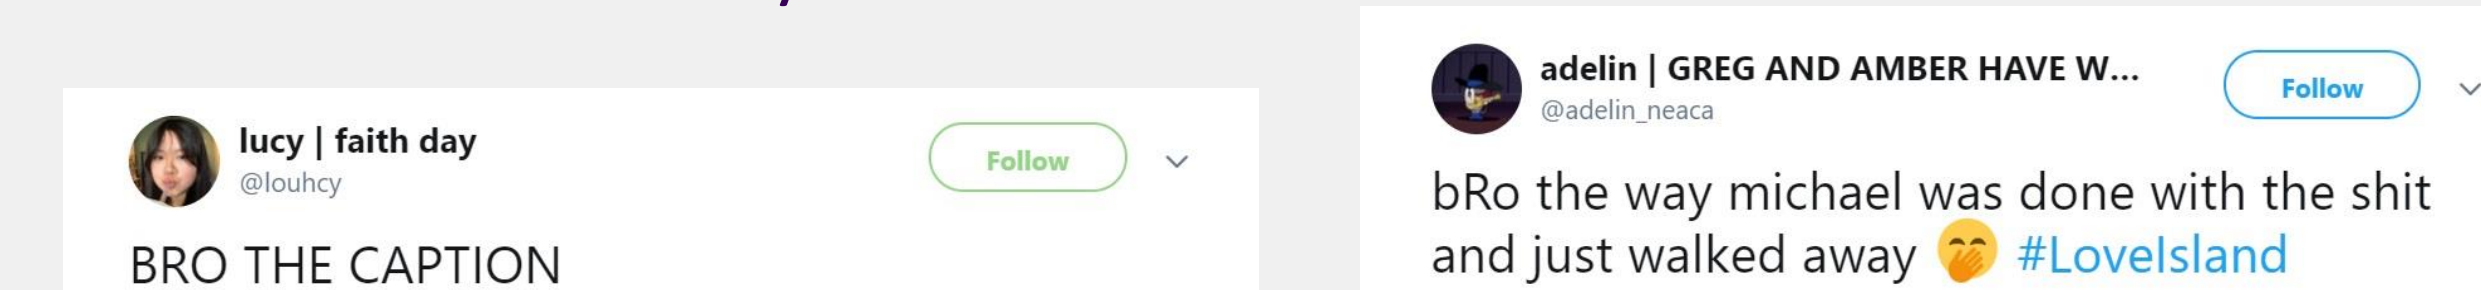 lucy | faith day
@louhcy
Follow
BRO THE CAPTION
adelin | GREG AND AMBER HAVE W...
@adelin_neaca
Follow
bRo the way michael was done with the shit
and just walked away 🤭 #LoveIsland